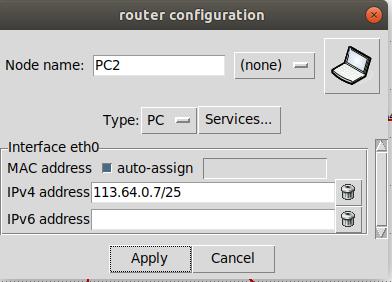 router configuration
Node name: PC2 (none)
Type: PC Services...
Interface eth0
MAC address auto-assign
IPv4 address 113.64.0.7/25
IPv6 address
Apply Cancel